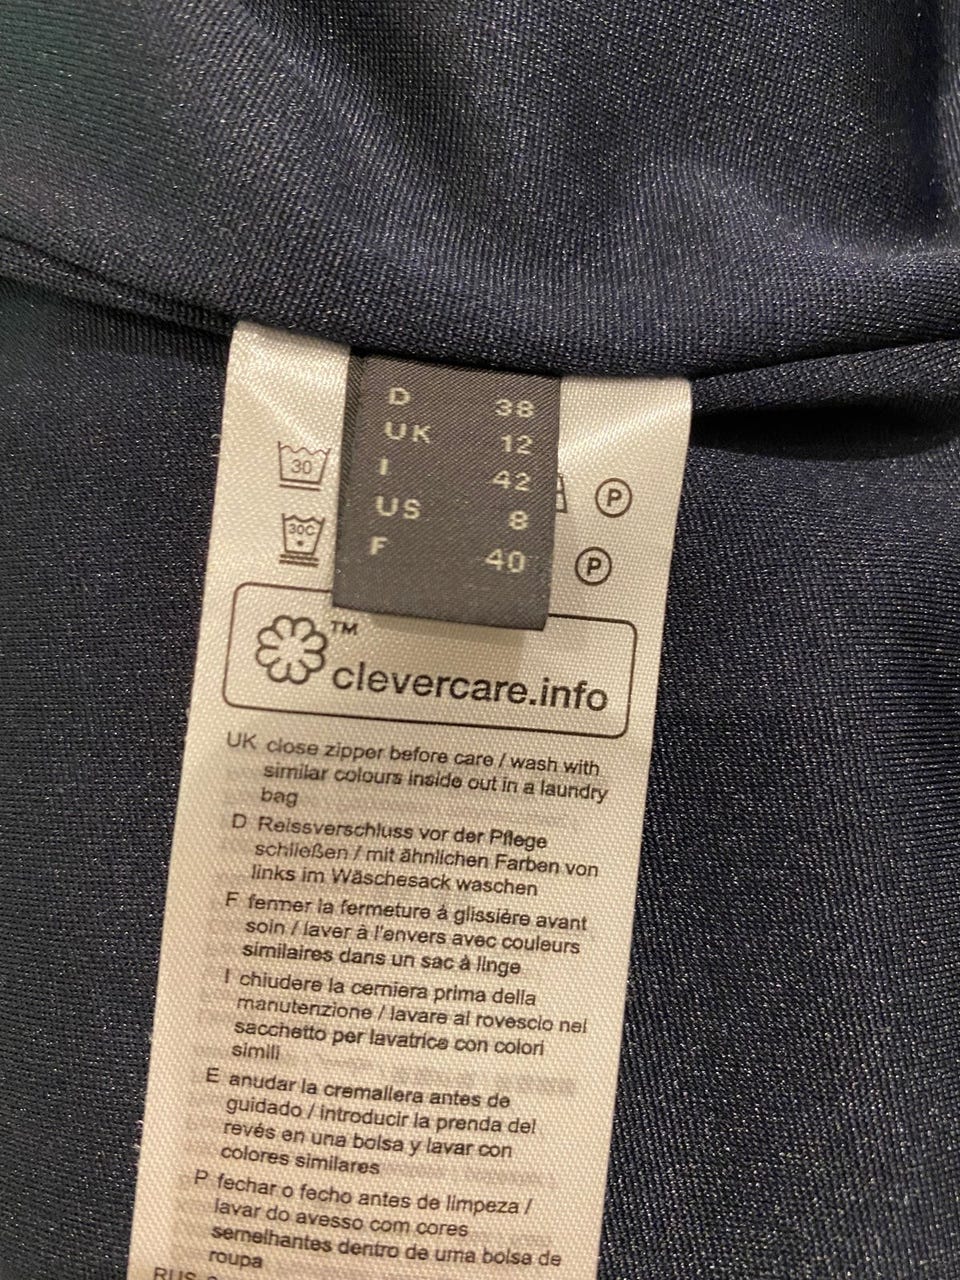 D 38
UK 12
I 42
US 8
F 40
30
P
30C
P
TM
clevercare.info
UK close zipper before care / wash with
similar colours inside out in a laundry
bag
D Reissverschluss vor der Pflege
schließen / mit ähnlichen Farben von
links im Wäschesack waschen
F fermer la fermeture à glissière avant
soin / laver à l'envers avec couleurs
similaires dans un sac à linge
I chiudere la cerniera prima della
manutenzione / lavare al rovescio nel
sacchetto per lavatrice con colori
simili
E anudar la cremallera antes de
guidado / introducir la prenda del
revés en una bolsa y lavar con
colores similares
P fechar o fecho antes de limpeza /
lavar do avesso com cores
semelhantes dentro de uma bolsa de
roupa
RUS